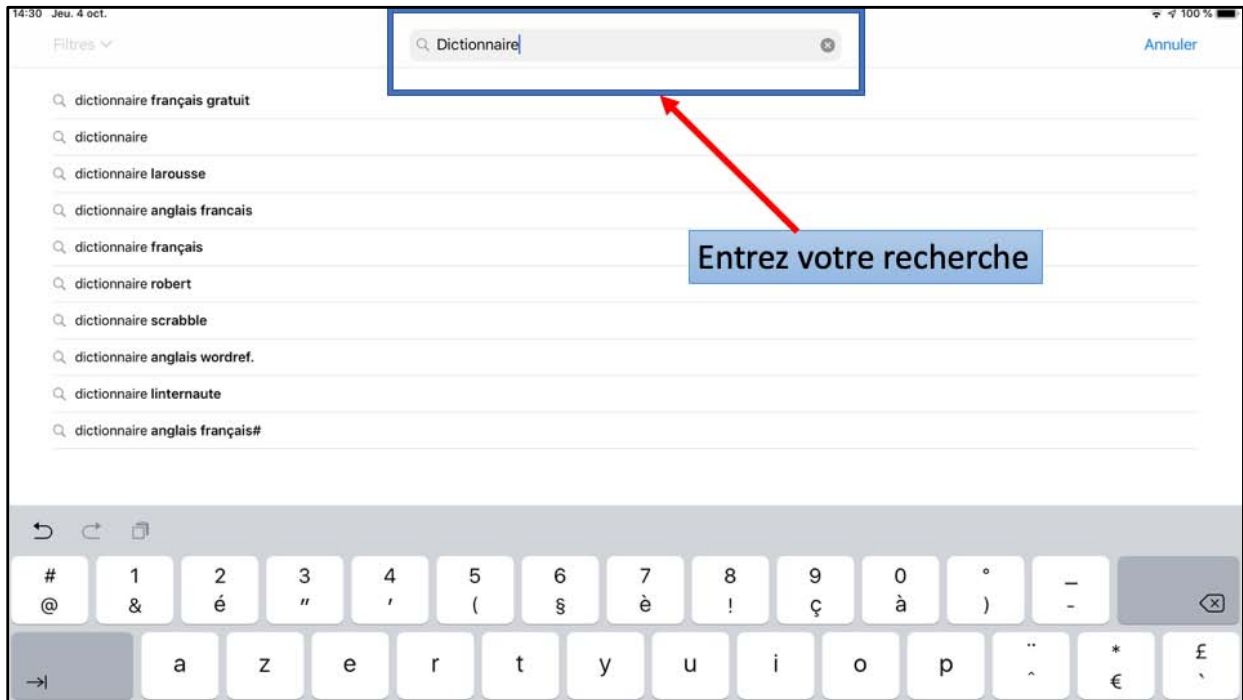 14:30 Jeu. 4 oct. 100 %
Filtres Dictionnaire Annuler
dictionnaire français gratuit
dictionnaire
dictionnaire larousse
dictionnaire anglais francais
dictionnaire français
Entrez votre recherche
dictionnaire robert
dictionnaire scrabble
dictionnaire anglais wordref.
dictionnaire linternaute
dictionnaire anglais français#
# 1 2 3 4 5 6 7 8 9 0 ° _
@ & é " ' ( § è ! ç à ) -
a z e r t y u i o p ¨ * £
^ € `